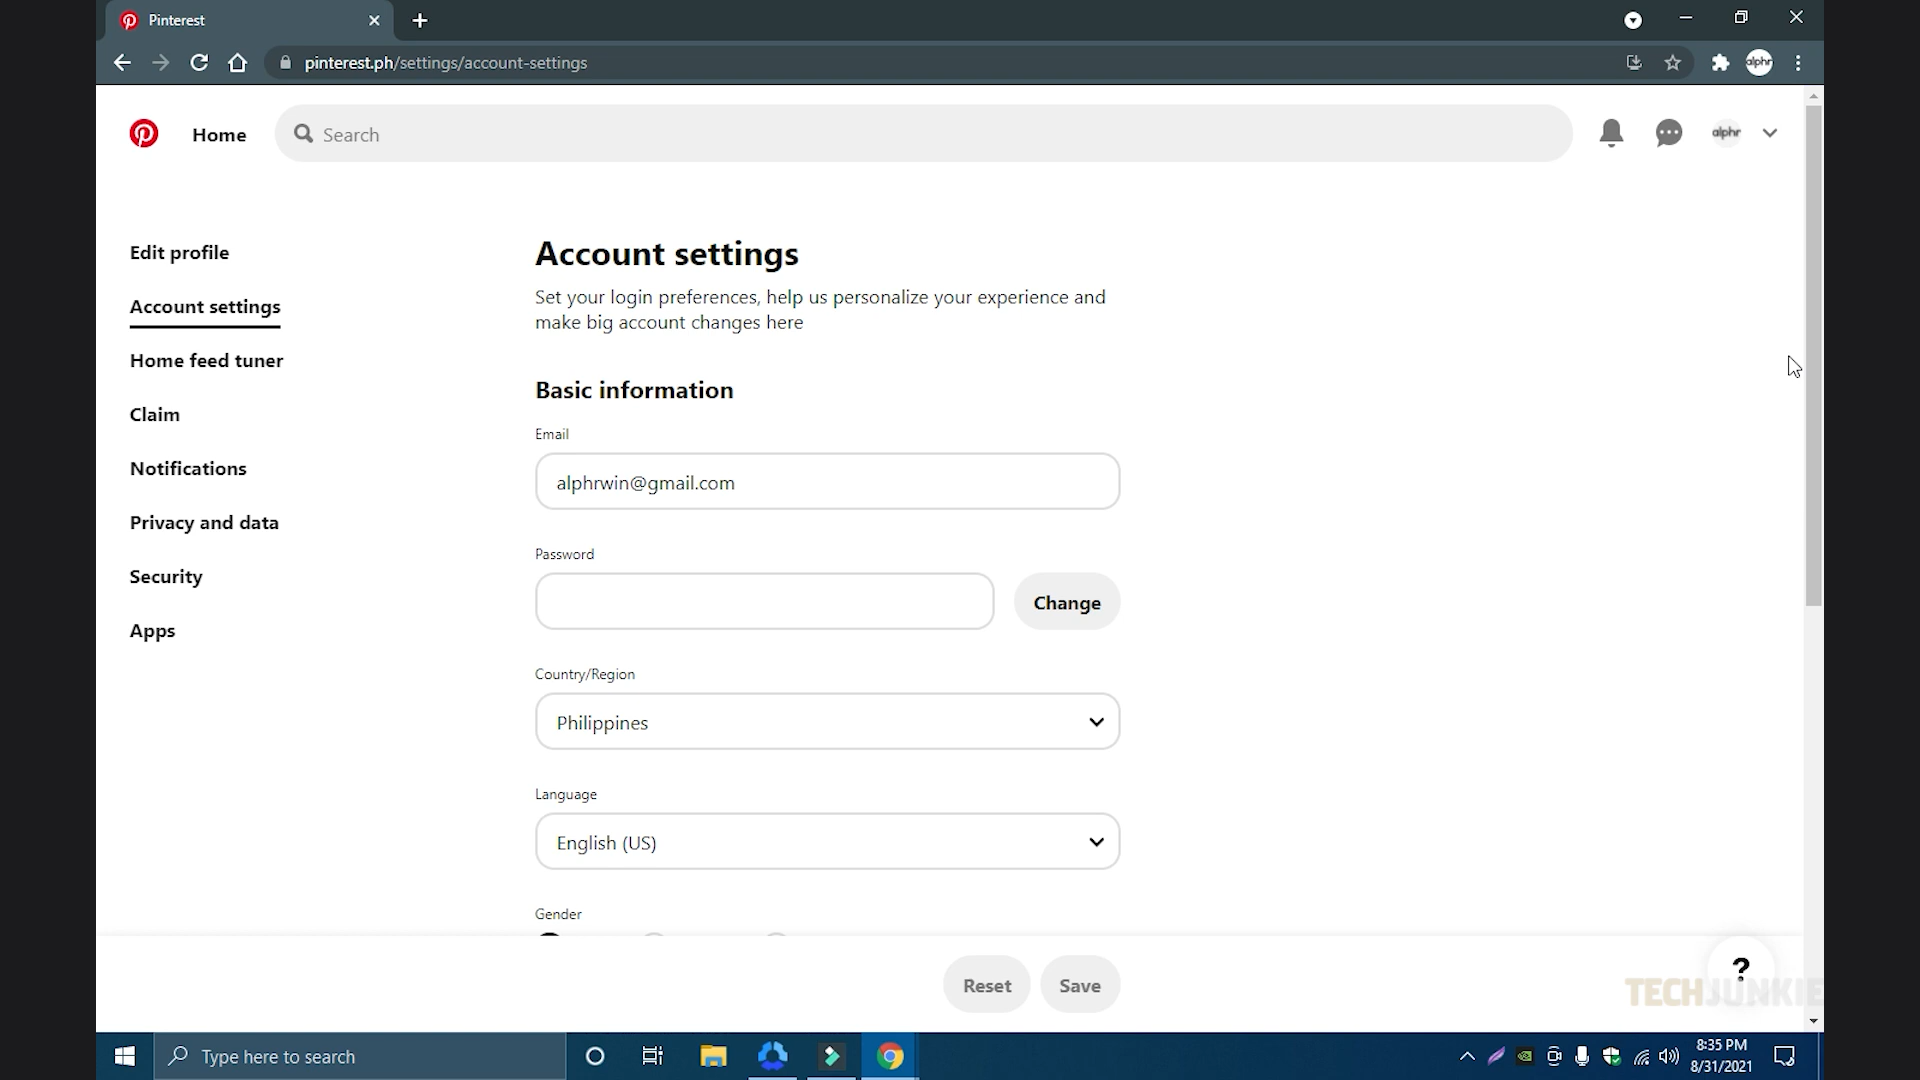 Pinterest
pinterest.ph/settings/account-settings
alphr
Home
Search
alphr
Edit profile
Account settings
Home feed tuner
Claim
Notifications
Privacy and data
Security
Apps
Account settings
Set your login preferences, help us personalize your experience and
make big account changes here
Basic information
Email
alphrwin@gmail.com
Password
Change
Country/Region
Philippines
Language
English (US)
Gender
Reset
Save
?
TECHJUNKIE
Type here to search
8:35 PM
8/31/2021